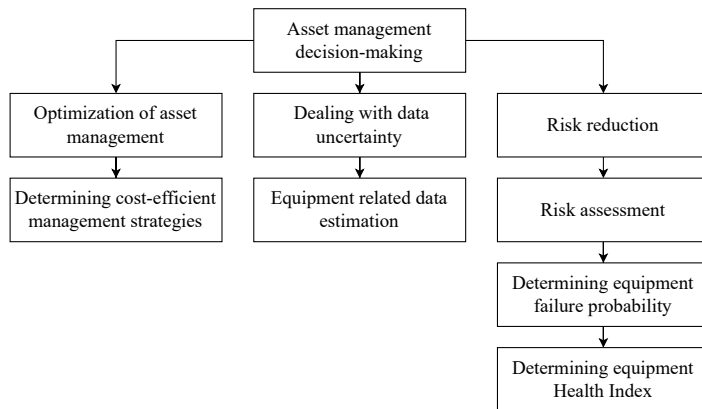 Asset management
decision-making
Optimization of asset
management
Dealing with data
uncertainty
Risk reduction
Determining cost-efficient
management strategies
Equipment related data
estimation
Risk assessment
Determining equipment
failure probability
Determining equipment
Health Index